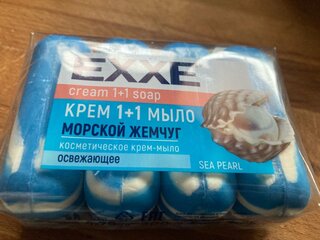 EXXE
cream 1+1 soap
КРЕМ 1+1 МЫЛО
МОРСКОЙ ЖЕМЧУГ
косметическое крем-мыло
освежающее
SEA PEARL